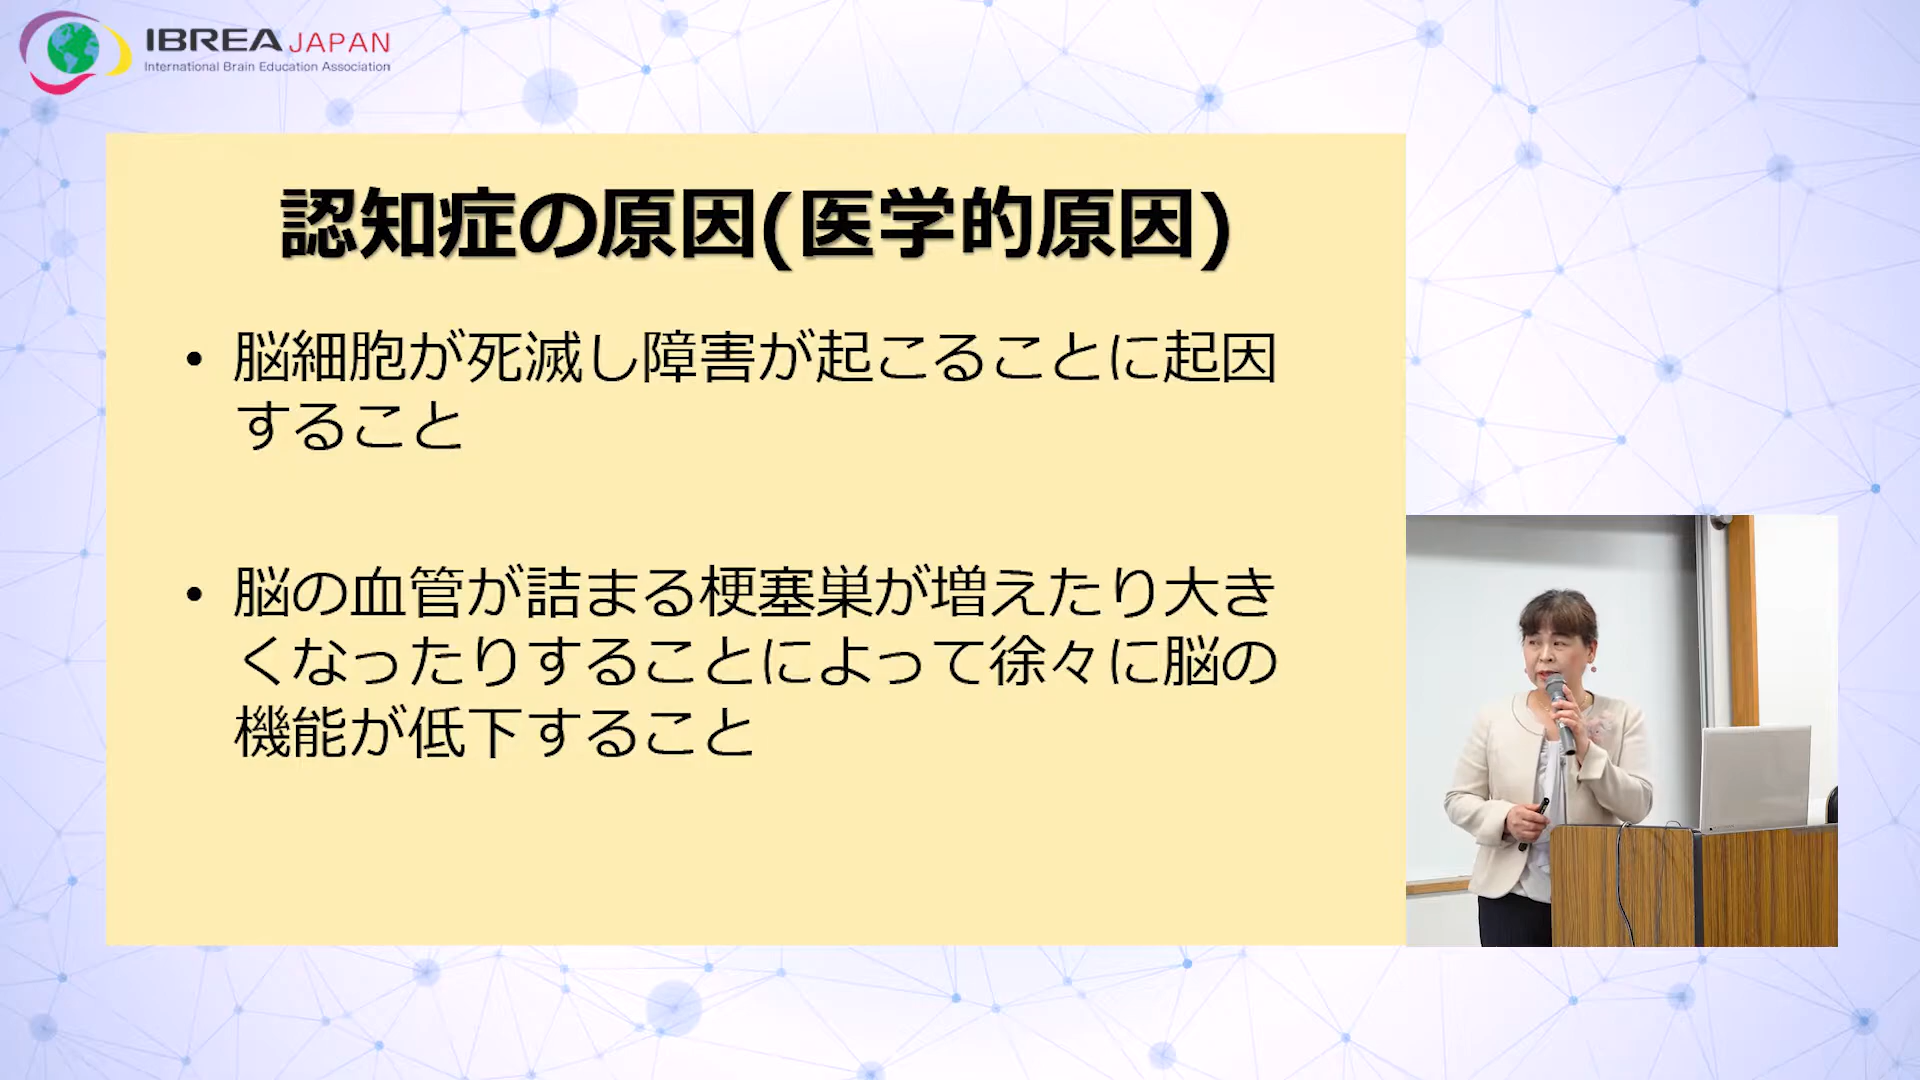 IBREA JAPAN
International Brain Education Association
認知症の原因(医学的原因)
• 脳細胞が死滅し障害が起こることに起因
すること
• 脳の血管が詰まる梗塞巣が増えたり大き
くなったりすることによって徐々に脳の
機能が低下すること